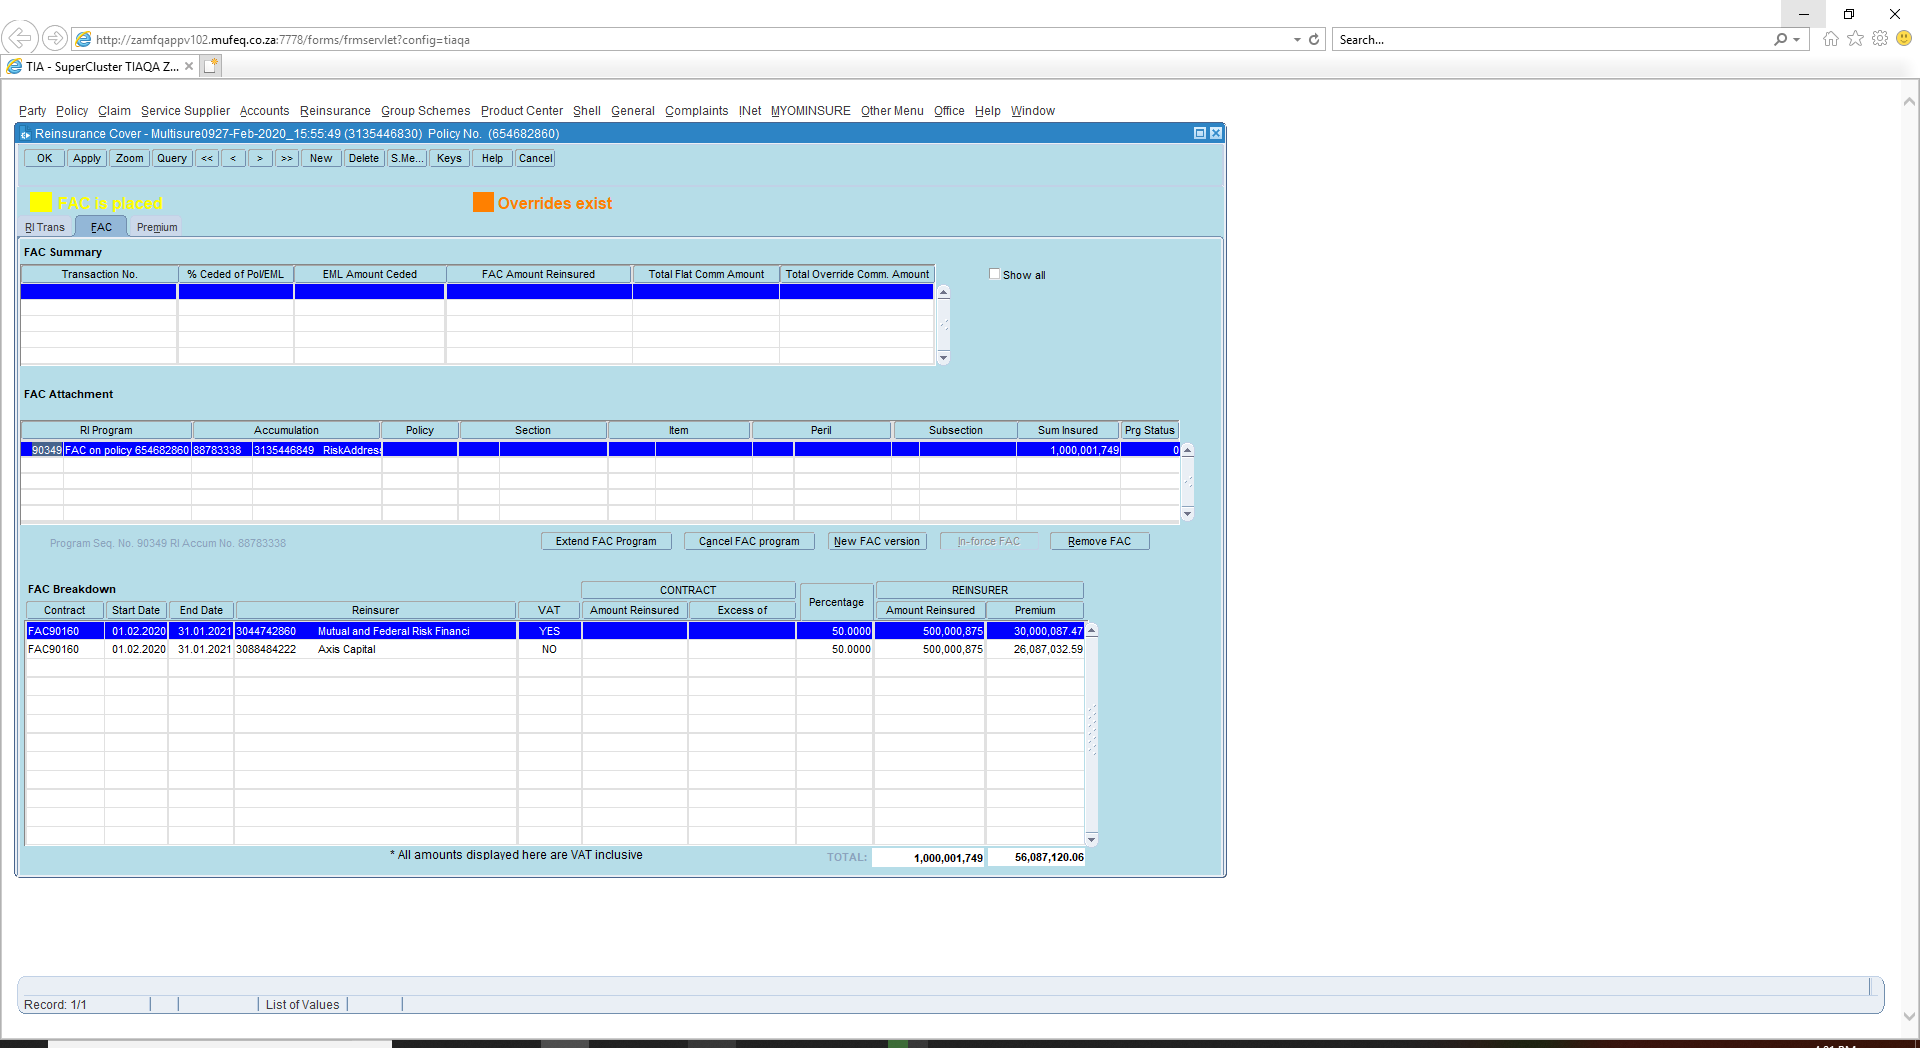 http://zamfqappv102.mufeq.co.za:7778/forms/frmservlet?config=tiaqa
Search...
TIA - SuperCluster TIAQA Z...
Party Policy Claim Service Supplier Accounts Reinsurance Group Schemes Product Center Shell General Complaints INet MYOMINSURE Other Menu Office Help Window
Reinsurance Cover - Multisure0927-Feb-2020_15:55:49 (3135446830) Policy No. (654682860)
OK Apply Zoom Query << < > >> New Delete S.Me... Keys Help Cancel
FAC is placed Overrides exist
RI Trans FAC Premium
FAC Summary
Transaction No. % Ceded of Pol/EML EML Amount Ceded FAC Amount Reinsured Total Flat Comm Amount Total Override Comm. Amount Show all
FAC Attachment
RI Program Accumulation Policy Section Item Peril Subsection Sum Insured Prg Status
90349 FAC on policy 654682860 88783338 3135446849 RiskAddress 1,000,001,749 0
Program Seq. No. 90349 RI Accum No. 88783338 Extend FAC Program Cancel FAC program New FAC version In-force FAC Remove FAC
FAC Breakdown CONTRACT Percentage REINSURER
Contract Start Date End Date Reinsurer VAT Amount Reinsured Excess of Amount Reinsured Premium
FAC90160 01.02.2020 31.01.2021 3044742860 Mutual and Federal Risk Financi YES 50.0000 500,000,875 30,000,087.47
FAC90160 01.02.2020 31.01.2021 3088484222 Axis Capital NO 50.0000 500,000,875 26,087,032.59
* All amounts displayed here are VAT inclusive TOTAL: 1,000,001,749 56,087,120.06
Record: 1/1 List of Values